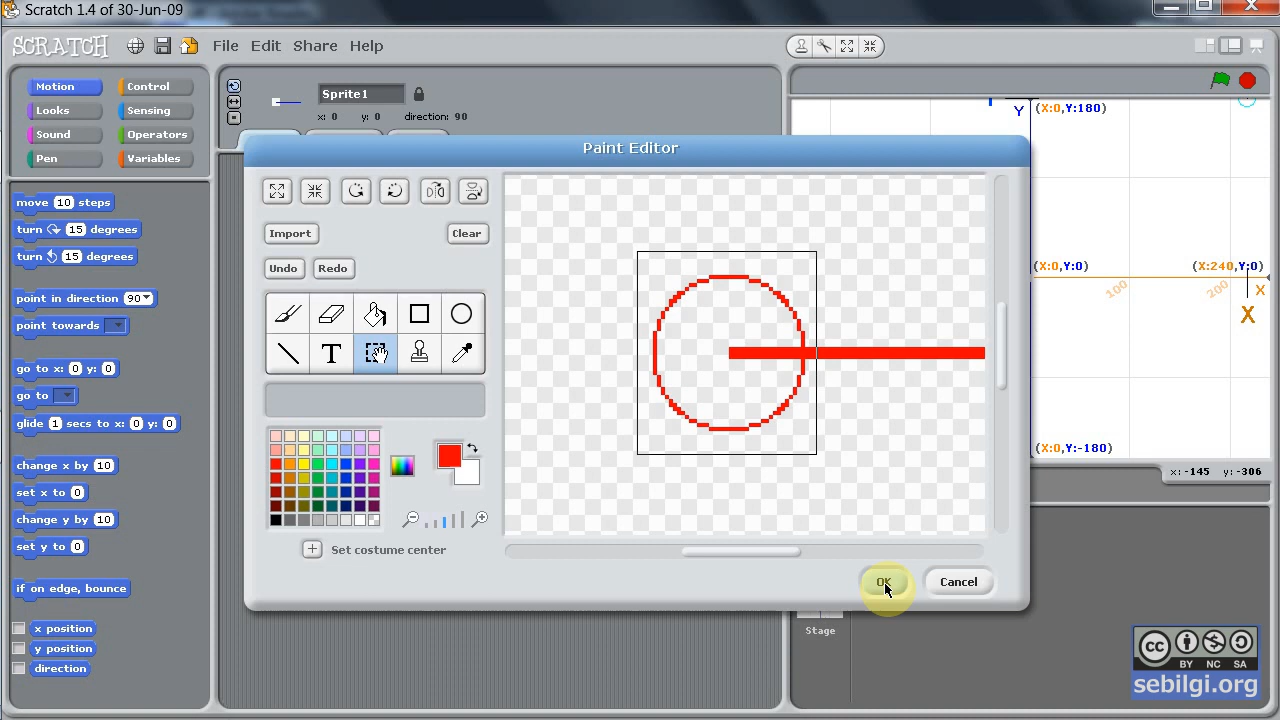 Scratch 1.4 of 30-Jun-09
SCRATCH File Edit Share Help
Motion Control
Looks Sensing
Sound Operators
Pen Variables
Sprite1
x: 0 y: 0 direction: 90
move 10 steps
turn 15 degrees
turn 15 degrees
point in direction 90
point towards
go to x: 0 y: 0
go to
glide 1 secs to x: 0 y: 0
change x by 10
set x to 0
change y by 10
set y to 0
if on edge, bounce
x position
y position
direction
Paint Editor
Import Clear
Undo Redo
T
Set costume center
OK Cancel
Y (X:0,Y:180)
(X:0,Y:0) (X:240,Y:0)
100 200 X
X
(X:0,Y:-180)
x: -145 y: -306
Stage
cc BY NC SA
sebilgi.org